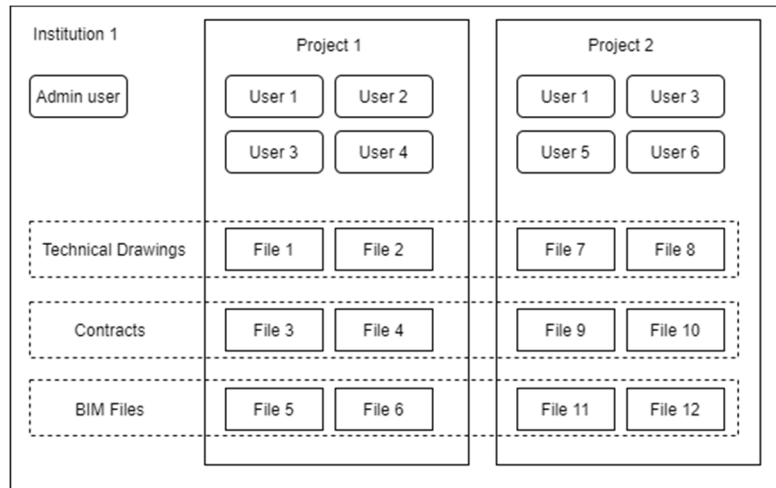 Institution 1
Project 1
Project 2
Admin user
User 1
User 2
User 1
User 3
User 3
User 4
User 5
User 6
Technical Drawings
File 1
File 2
File 7
File 8
Contracts
File 3
File 4
File 9
File 10
BIM Files
File 5
File 6
File 11
File 12